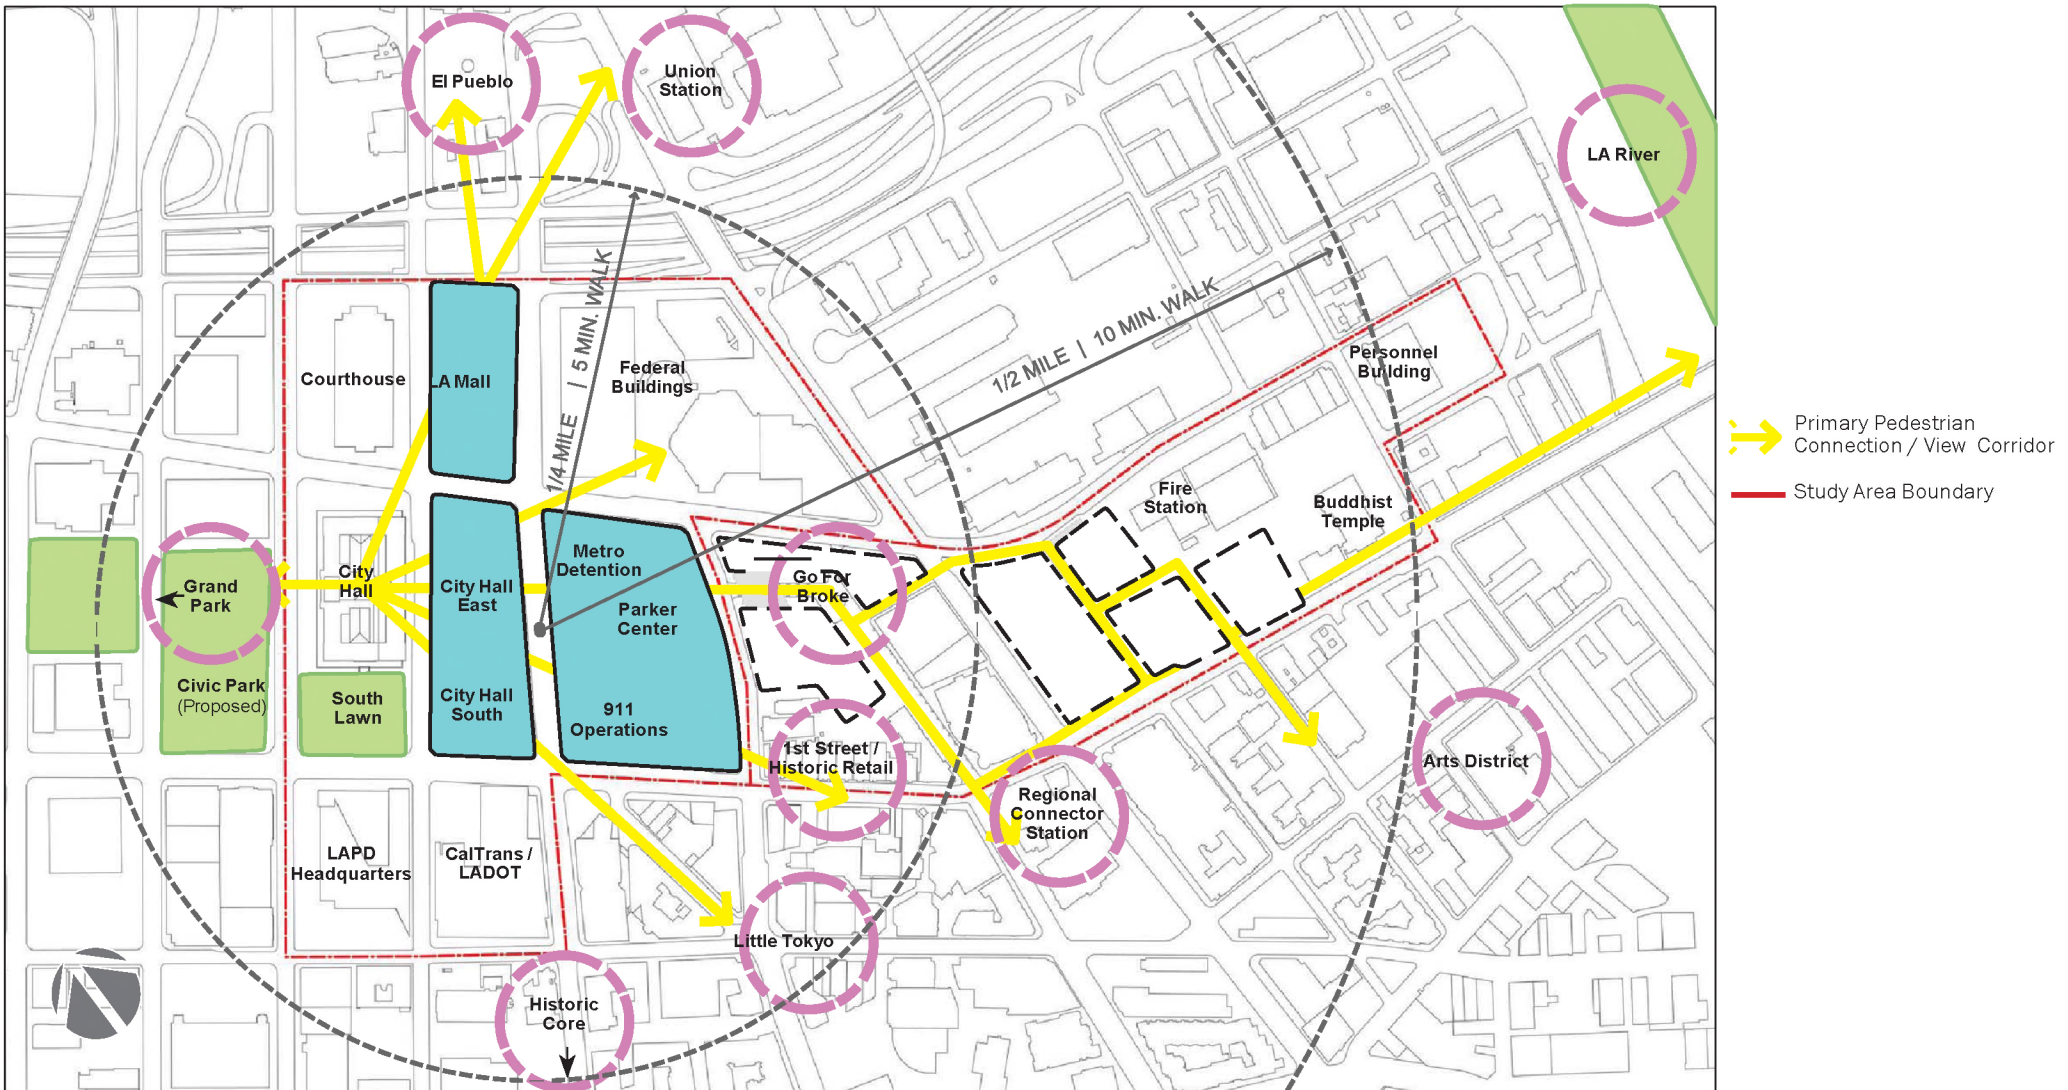 El Pueblo
Union
Station
LA River
1/4 MILE | 5 MIN. WALK
1/2 MILE | 10 MIN. WALK
Courthouse
LA Mall
Federal
Buildings
Personnel
Building
Primary Pedestrian
Connection / View Corridor
Study Area Boundary
Fire
Station
Buddhist
Temple
Grand
Park
City
Hall
City Hall
East
Metro
Detention
Parker
Center
Go For
Broke
Civic Park
(Proposed)
South
Lawn
City Hall
South
911
Operations
1st Street /
Historic Retail
Regional
Connector
Station
Arts District
LAPD
Headquarters
CalTrans /
LADOT
Little Tokyo
Historic
Core